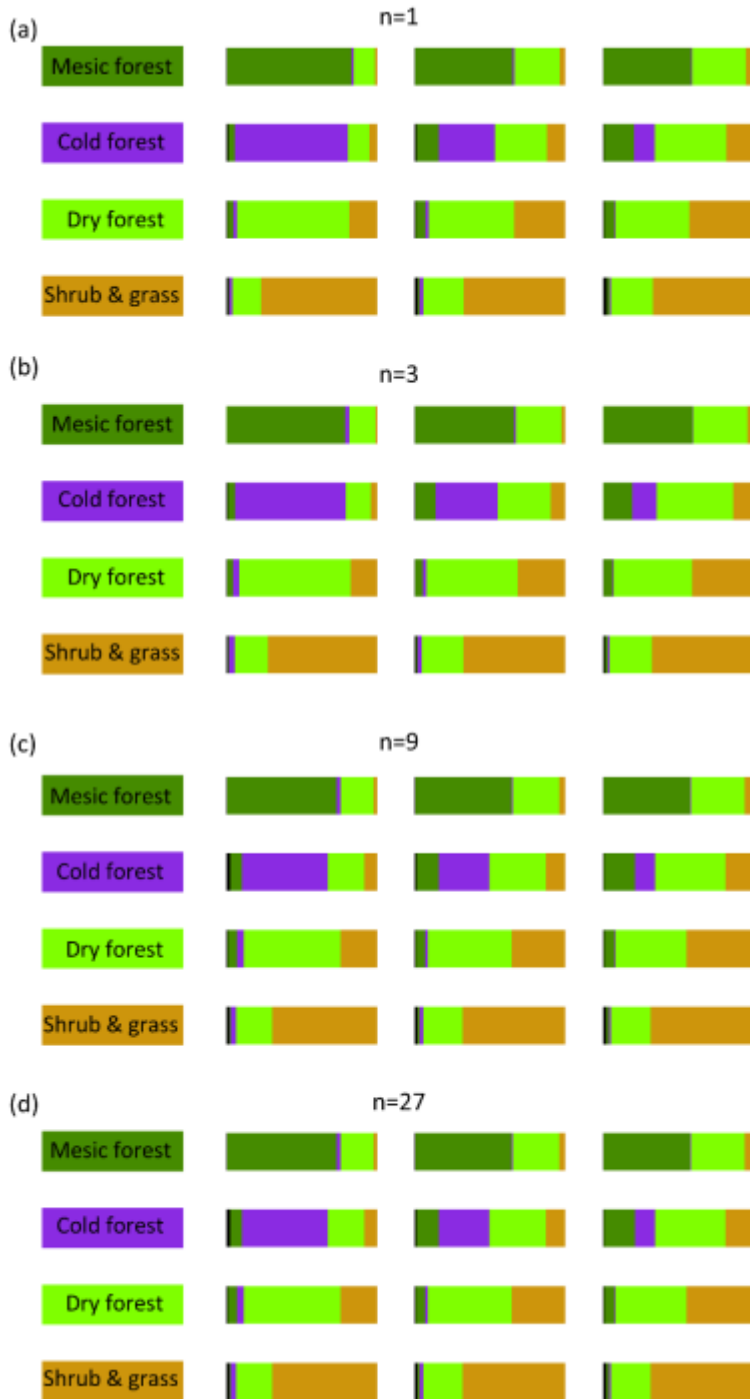 (a)
n=1
Mesic forest
Cold forest
Dry forest
Shrub & grass
(b)
n=3
Mesic forest
Cold forest
Dry forest
Shrub & grass
(c)
n=9
Mesic forest
Cold forest
Dry forest
Shrub & grass
(d)
n=27
Mesic forest
Cold forest
Dry forest
Shrub & grass